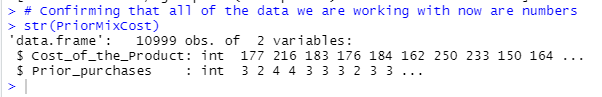 > # Confirming that all of the data we are working with now are numbers
> str(PriorMixCost)
'data.frame':   10999 obs. of  2 variables:
 $ Cost_of_the_Product: int  177 216 183 176 184 162 250 233 150 164 ...
 $ Prior_purchases    : int  3 2 4 4 3 3 3 2 3 3 ...
>